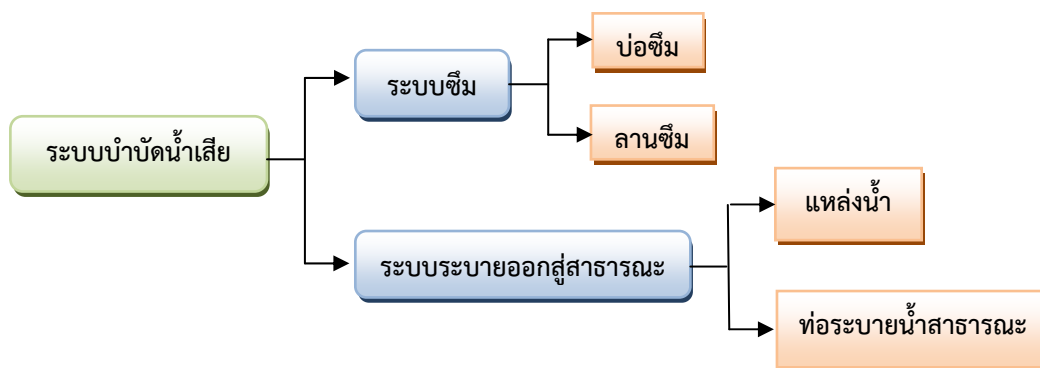 บ่อซึม
ระบบซึม
ลานซึม
ระบบบำบัดน้ำเสีย
แหล่งน้ำ
ระบบระบายออกสู่สาธารณะ
ท่อระบายน้ำสาธารณะ